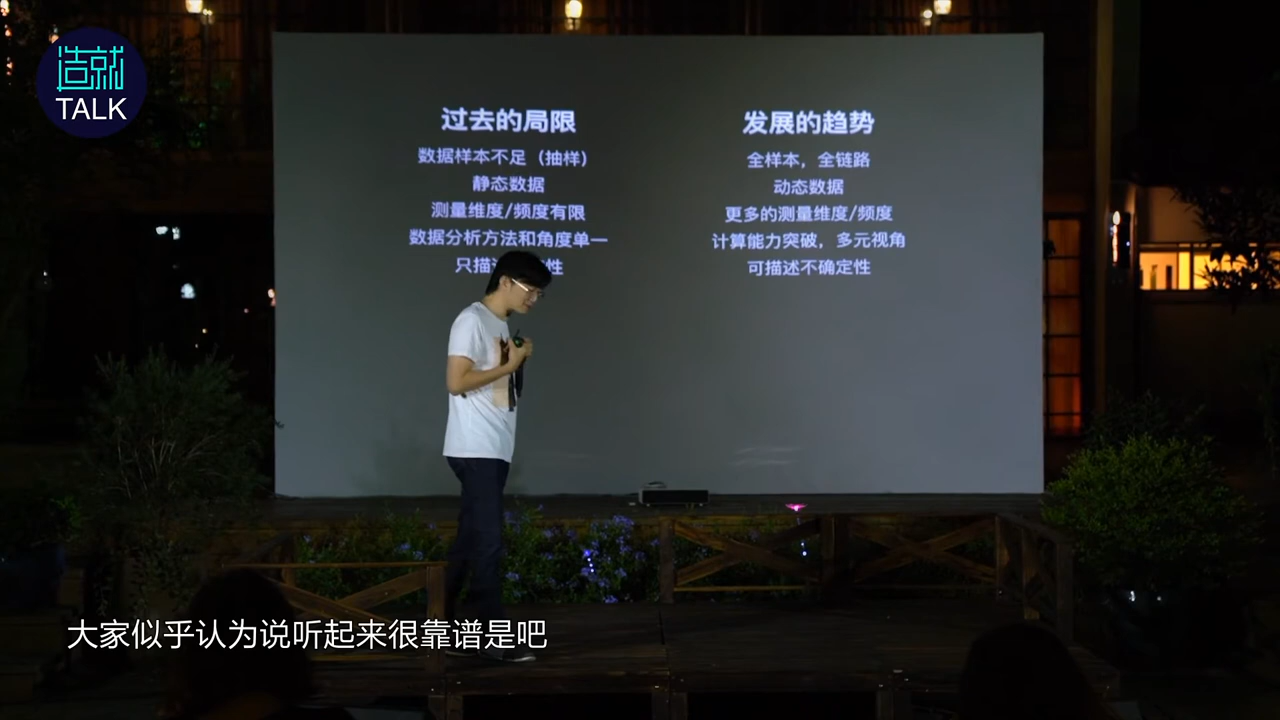 造就
TALK
过去的局限
数据样本不足（抽样）
静态数据
测量维度/频度有限
数据分析方法和角度单一
只描
性
发展的趋势
全样本，全链路
动态数据
更多的测量维度/频度
计算能力突破，多元视角
可描述不确定性
大家似乎认为说听起来很靠谱是吧